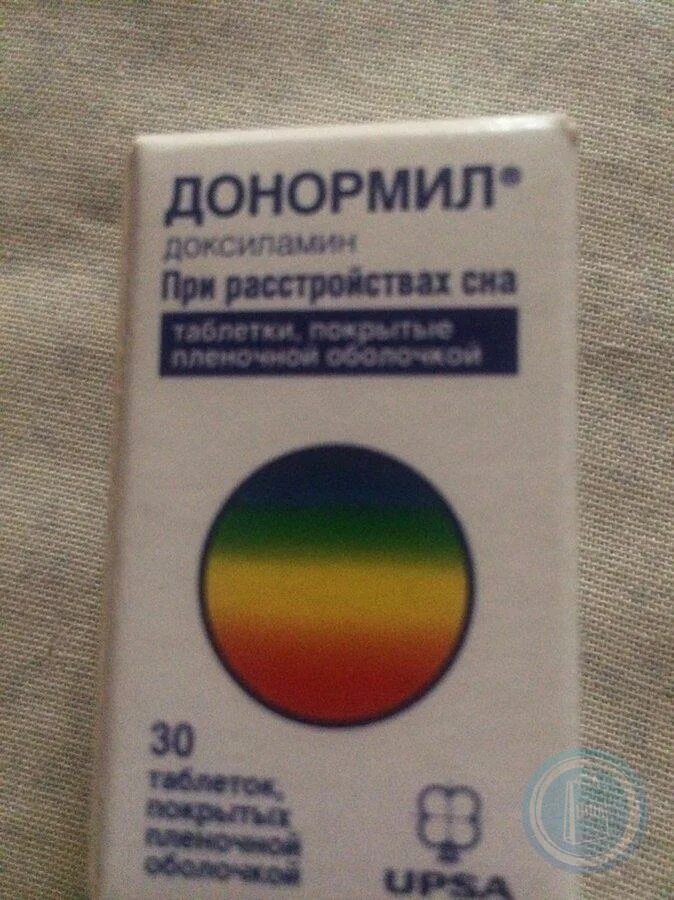 ДОНОРМИЛ®
доксиламин
При расстройствах сна
таблетки, покрытые
пленочной оболочкой
30
таблеток,
покрытых
пленочной
оболочкой
UPSA